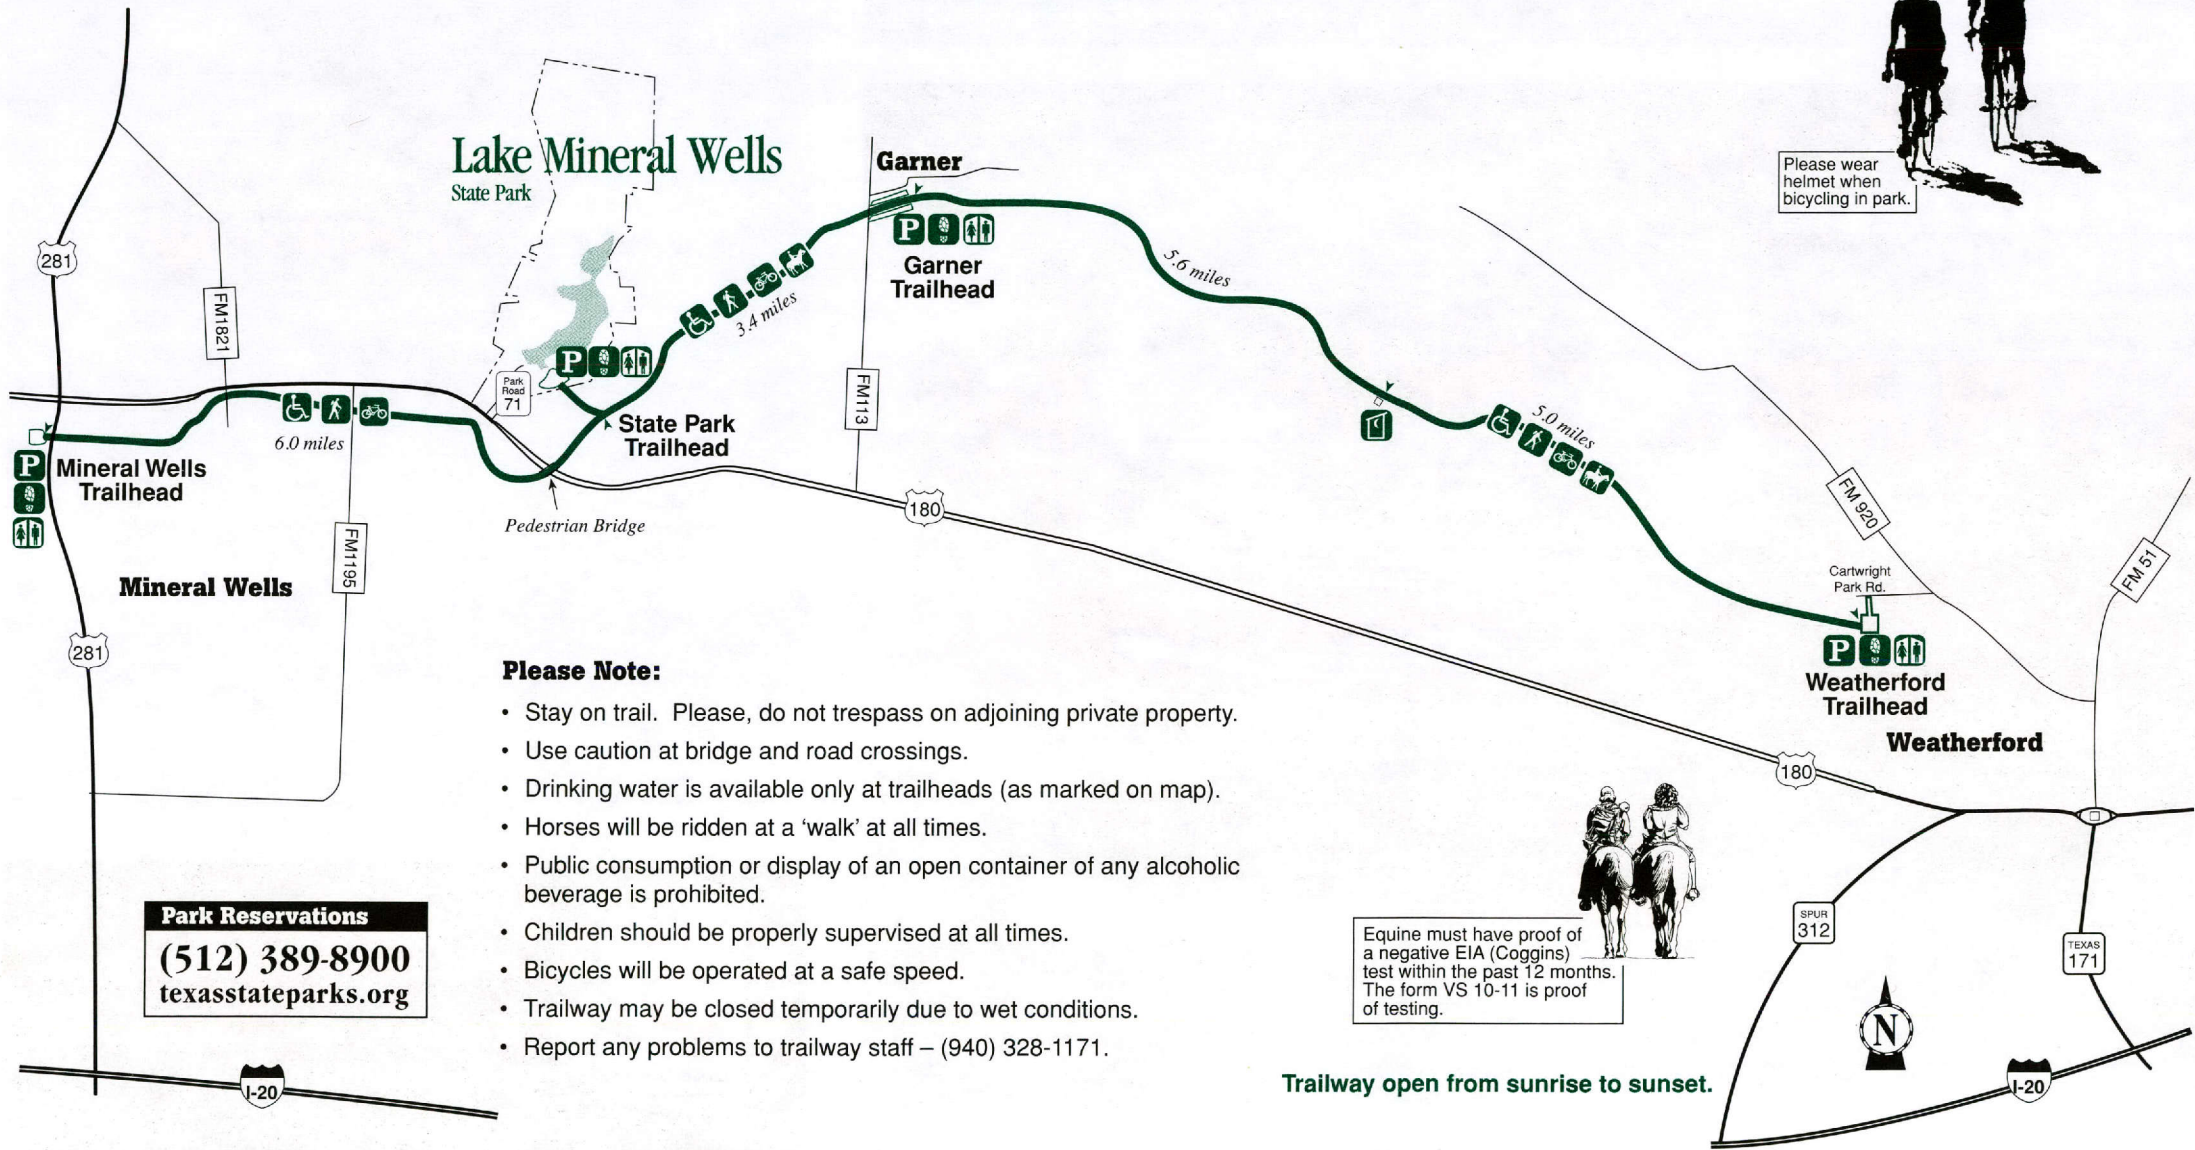 Please wear
helmet when
bicycling in park.
Lake Mineral Wells
State Park
Garner
281
FM1821
P
Garner
Trailhead
5.6 miles
3.4 miles
P
Park
Road
71
FM113
State Park
Trailhead
6.0 miles
5.0 miles
P
Mineral Wells
Trailhead
Pedestrian Bridge
180
FM 920
FM1195
FM 51
Mineral Wells
Cartwright
Park Rd.
281
P
Weatherford
Trailhead
Weatherford
180
Please Note:
• Stay on trail. Please, do not trespass on adjoining private property.
• Use caution at bridge and road crossings.
• Drinking water is available only at trailheads (as marked on map).
• Horses will be ridden at a ‘walk’ at all times.
• Public consumption or display of an open container of any alcoholic
beverage is prohibited.
• Children should be properly supervised at all times.
• Bicycles will be operated at a safe speed.
• Trailway may be closed temporarily due to wet conditions.
• Report any problems to trailway staff – (940) 328-1171.
Park Reservations
(512) 389-8900
texasstateparks.org
Equine must have proof of
a negative EIA (Coggins)
test within the past 12 months.
The form VS 10-11 is proof
of testing.
SPUR
312
TEXAS
171
N
I-20
I-20
Trailway open from sunrise to sunset.